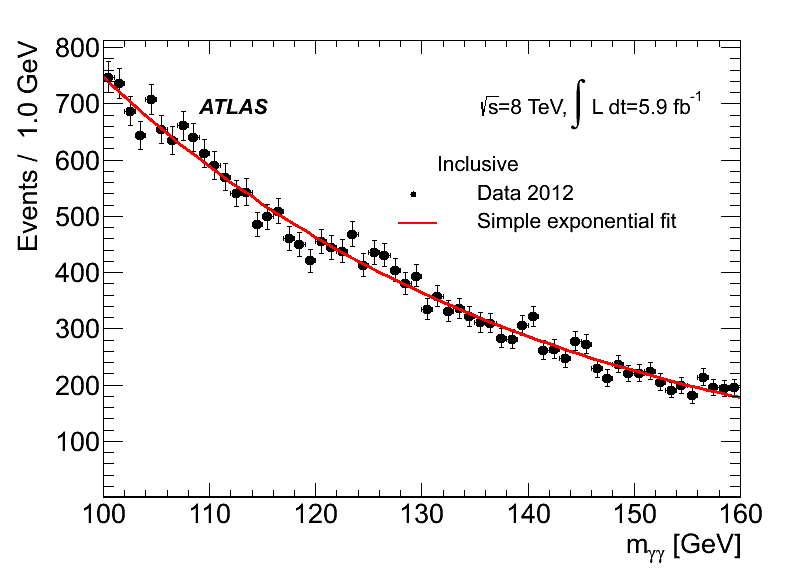 Events / 1.0 GeV
800
700
600
500
400
300
200
100
ATLAS
√s=8 TeV, ∫ L dt=5.9 fb⁻¹
Inclusive
Data 2012
Simple exponential fit
100 110 120 130 140 150 160
mγγ [GeV]